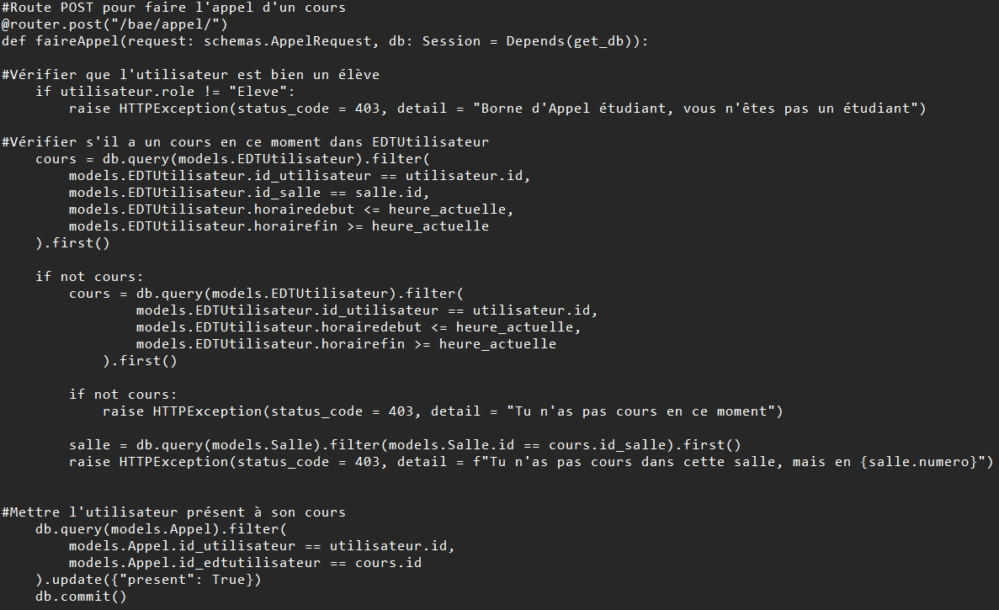 #Route POST pour faire l'appel d'un cours
@router.post("/bae/appel/")
def faireAppel(request: schemas.AppelRequest, db: Session = Depends(get_db)):

#Vérifier que l'utilisateur est bien un élève
    if utilisateur.role != "Eleve":
        raise HTTPException(status_code = 403, detail = "Borne d'Appel étudiant, vous n'êtes pas un étudiant")

#Vérifier s'il a un cours en ce moment dans EDTUtilisateur
    cours = db.query(models.EDTUtilisateur).filter(
        models.EDTUtilisateur.id_utilisateur == utilisateur.id,
        models.EDTUtilisateur.id_salle == salle.id,
        models.EDTUtilisateur.horairedebut <= heure_actuelle,
        models.EDTUtilisateur.horairefin >= heure_actuelle
    ).first()

    if not cours:
        cours = db.query(models.EDTUtilisateur).filter(
                models.EDTUtilisateur.id_utilisateur == utilisateur.id,
                models.EDTUtilisateur.horairedebut <= heure_actuelle,
                models.EDTUtilisateur.horairefin >= heure_actuelle
            ).first()

        if not cours:
            raise HTTPException(status_code = 403, detail = "Tu n'as pas cours en ce moment")

        salle = db.query(models.Salle).filter(models.Salle.id == cours.id_salle).first()
        raise HTTPException(status_code = 403, detail = f"Tu n'as pas cours dans cette salle, mais en {salle.numero}")


#Mettre l'utilisateur présent à son cours
    db.query(models.Appel).filter(
        models.Appel.id_utilisateur == utilisateur.id,
        models.Appel.id_edtutilisateur == cours.id
    ).update({"present": True})
    db.commit()